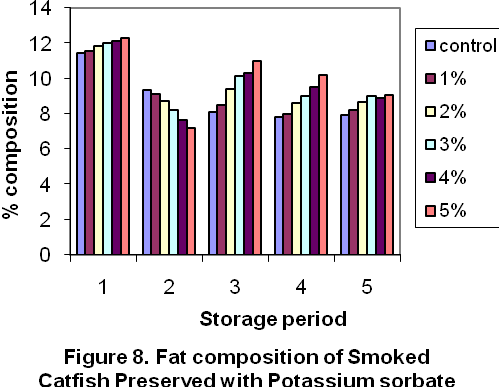 14
12
10
8
6
4
2
0
% composition
1 2 3 4 5
Storage period
control
1%
2%
3%
4%
5%
Figure 8. Fat composition of Smoked
Catfish Preserved with Potassium sorbate